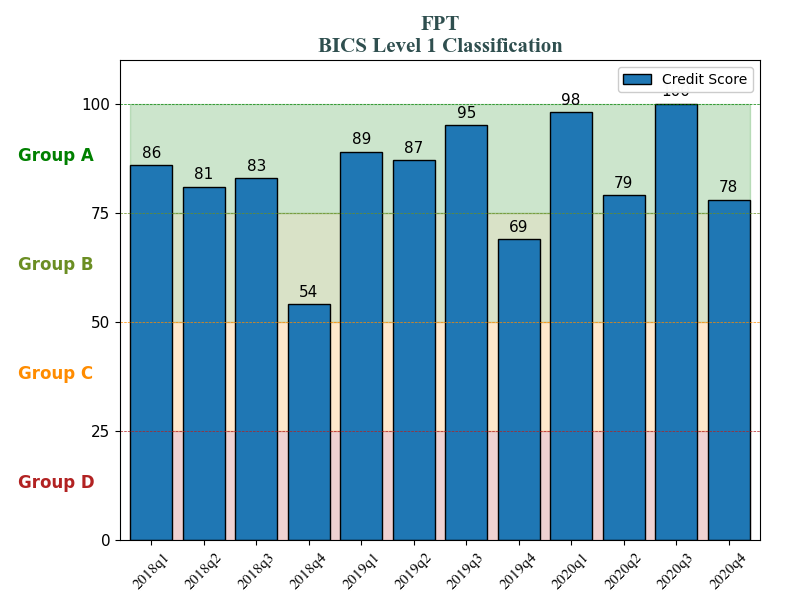 FPT
BICS Level 1 Classification
Credit Score
100
75
50
25
0
Group A
Group B
Group C
Group D
86
81
83
54
89
87
95
69
98
79
100
78
2018q1
2018q2
2018q3
2018q4
2019q1
2019q2
2019q3
2019q4
2020q1
2020q2
2020q3
2020q4